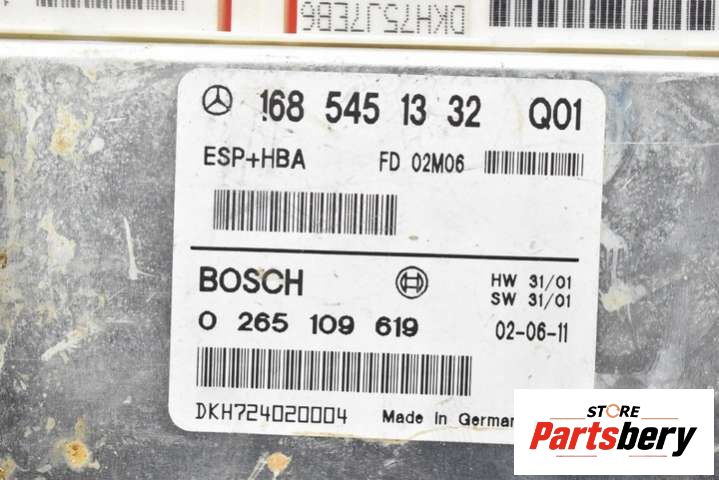 DKH75J7EB6
168 545 13 32 Q01
ESP+HBA FD 02M06
BOSCH HW 31/01
SW 31/01
0 265 109 619 02-06-11
DKH724020004 Made in German
STORE
Partsbery